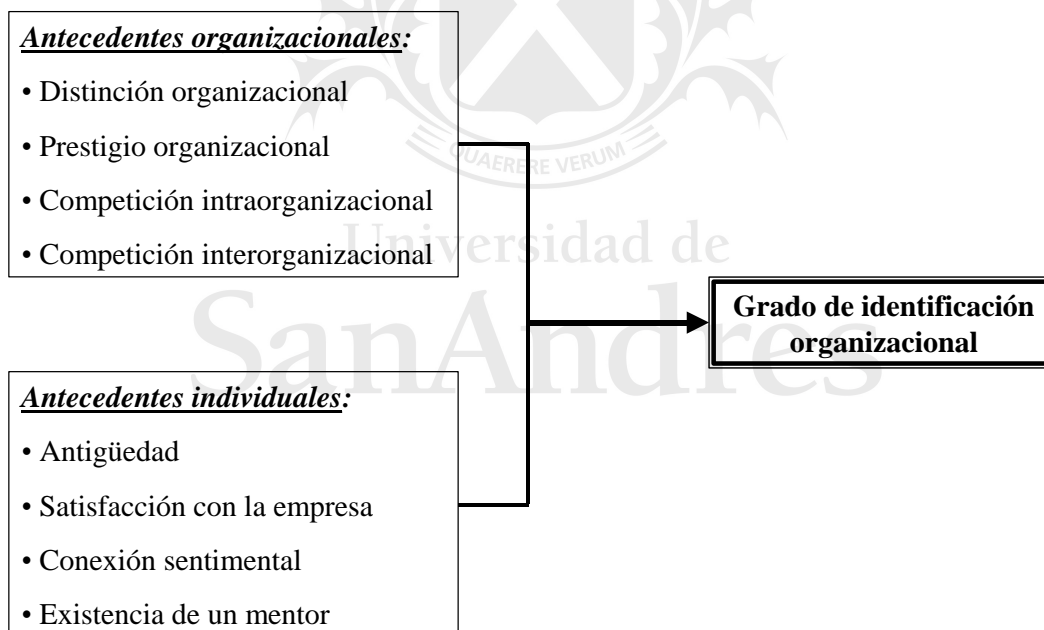 Antecedentes organizacionales:
• Distinción organizacional
• Prestigio organizacional
• Competición intraorganizacional
• Competición interorganizacional
Antecedentes individuales:
• Antigüedad
• Satisfacción con la empresa
• Conexión sentimental
• Existencia de un mentor
Grado de identificación
organizacional
QUAERERE VERUM
Universidad de
SanAndres